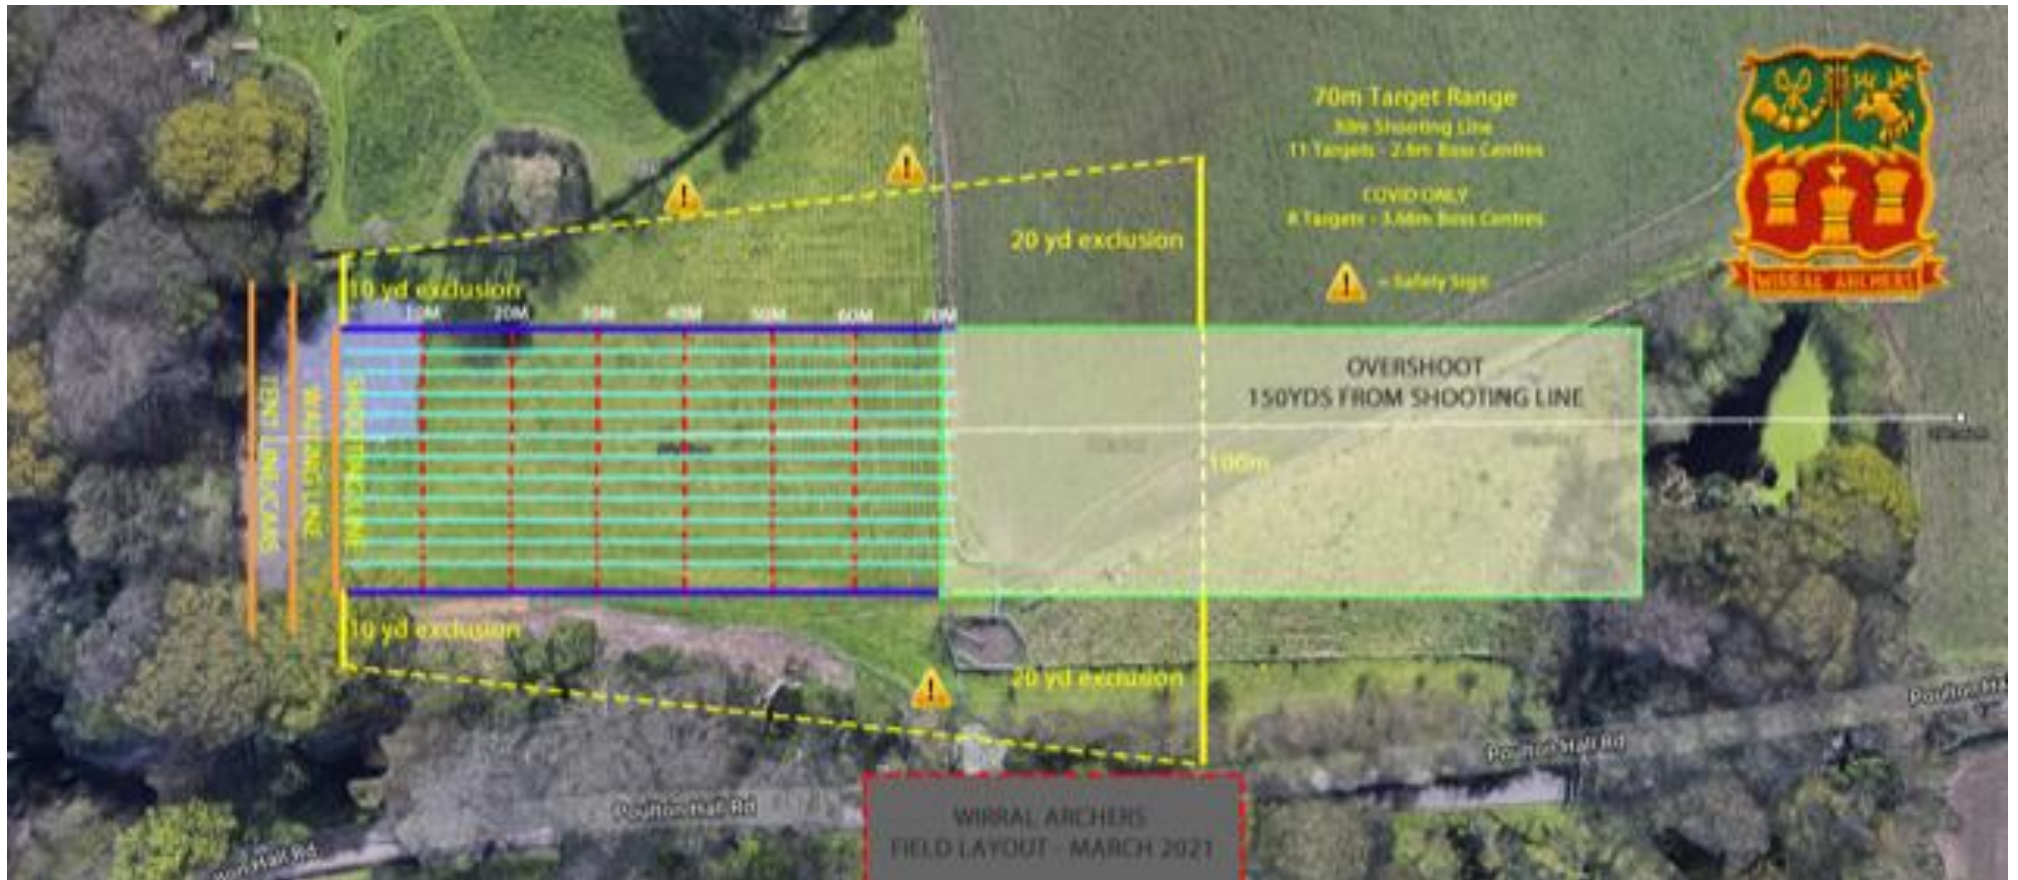 70m Target Range
30m Shooting Line
11 Targets - 2.6m Boss Centres
COVID ONLY
8 Targets - 3.66m Boss Centres
= Safety Sign
WIRRAL ARCHERS
20 yd exclusion
10 yd exclusion
10M 20M 30M 40M 50M 60M 70M
OVERSHOOT
150YDS FROM SHOOTING LINE
TENT LINE/CARS
WAITING LINE
SHOOTING LINE
100m
10 yd exclusion
20 yd exclusion
Poulton Hall Rd
Poulton Hall Rd
WIRRAL ARCHERS
FIELD LAYOUT - MARCH 2021